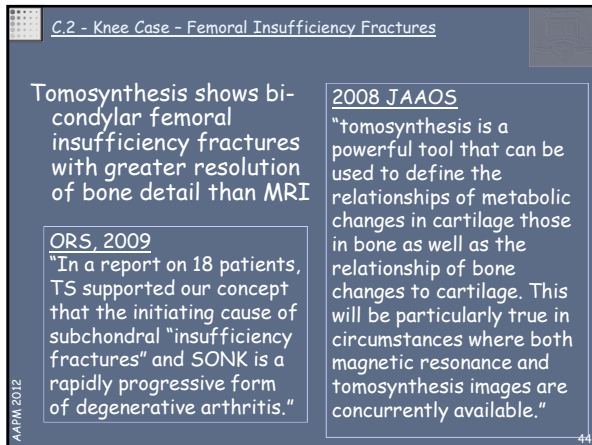 C.2 - Knee Case – Femoral Insufficiency Fractures
Tomosynthesis shows bi-
condylar femoral
insufficiency fractures
with greater resolution
of bone detail than MRI
ORS, 2009
“In a report on 18 patients,
TS supported our concept
that the initiating cause of
subchondral “insufficiency
fractures” and SONK is a
rapidly progressive form
of degenerative arthritis.”
2008 JAAOS
“tomosynthesis is a
powerful tool that can be
used to define the
relationships of metabolic
changes in cartilage those
in bone as well as the
relationship of bone
changes to cartilage. This
will be particularly true in
circumstances where both
magnetic resonance and
tomosynthesis images are
concurrently available.”
AAPM 2012
44